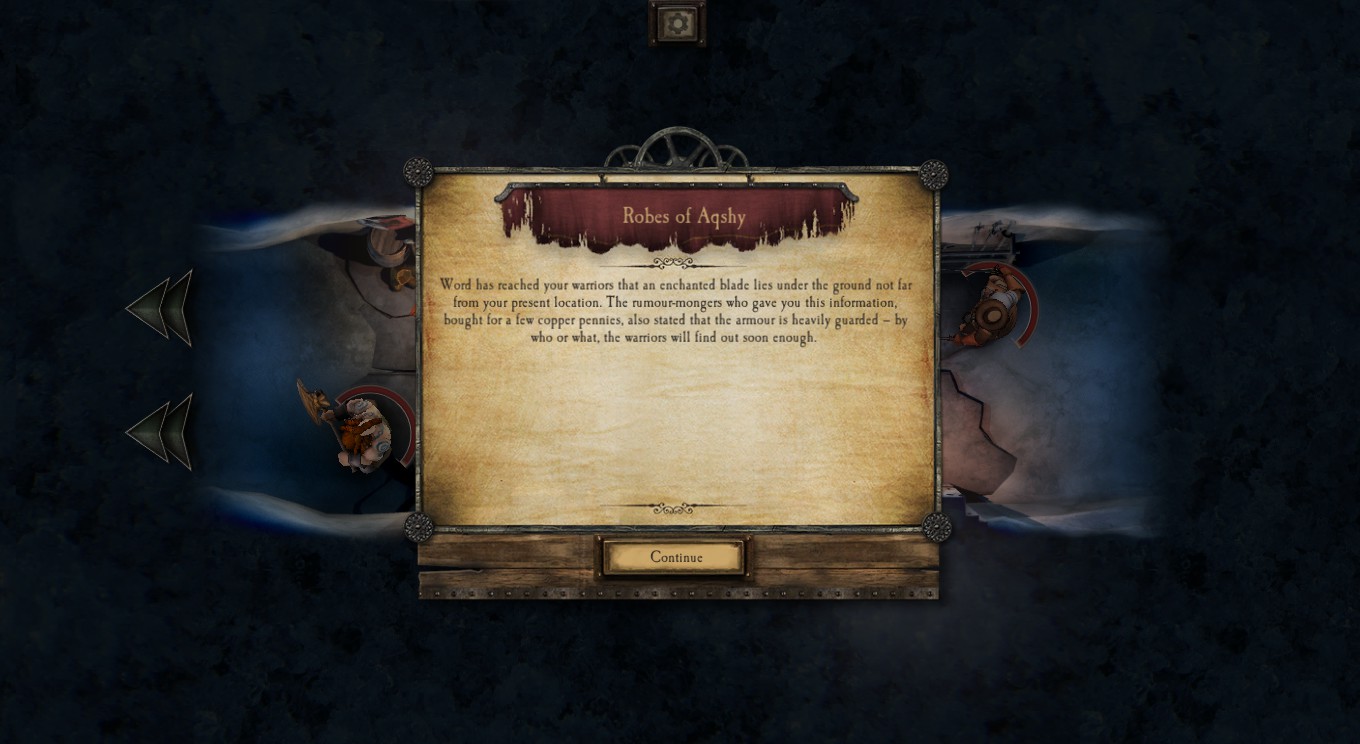 Robes of Aqshy
Word has reached your warriors that an enchanted blade lies under the ground not far
from your present location. The rumour-mongers who gave you this information,
bought for a few copper pennies, also stated that the armour is heavily guarded – by
who or what, the warriors will find out soon enough.
Continue